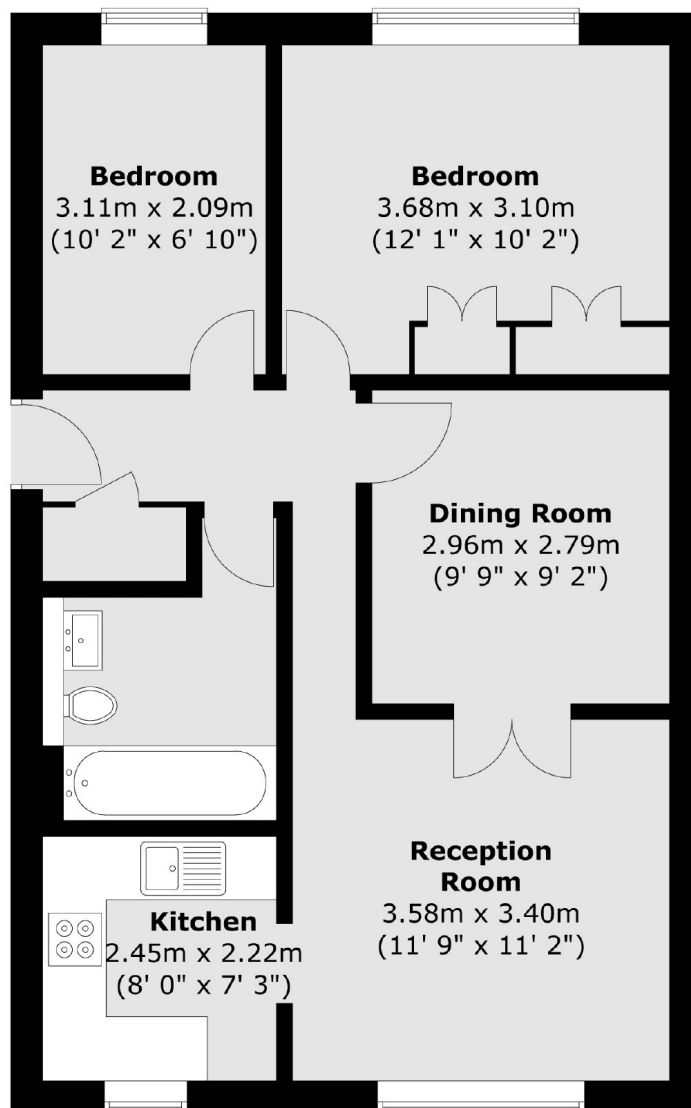 Bedroom
3.11m x 2.09m
(10' 2" x 6' 10")
Bedroom
3.68m x 3.10m
(12' 1" x 10' 2")
Dining Room
2.96m x 2.79m
(9' 9" x 9' 2")
Reception
Room
3.58m x 3.40m
(11' 9" x 11' 2")
Kitchen
2.45m x 2.22m
(8' 0" x 7' 3")